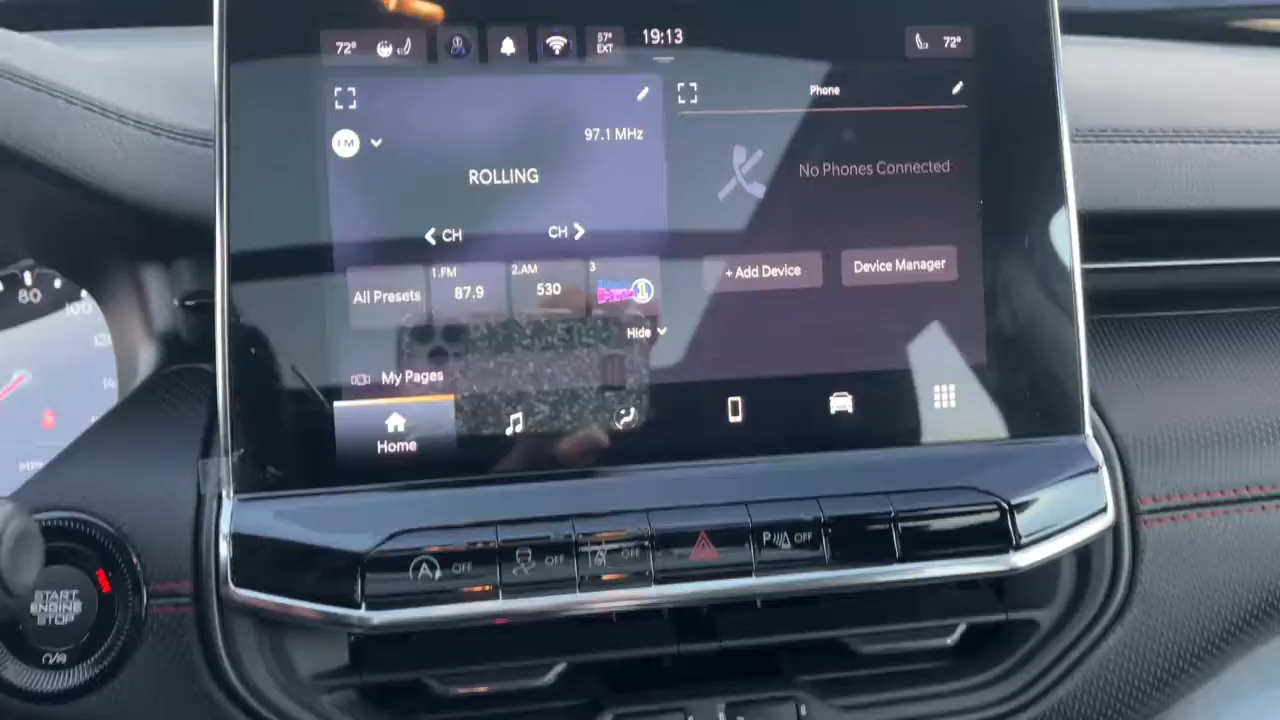 72°
57°
EXT
19:13
72°
Phone
FM
97.1 MHz
ROLLING
No Phones Connected
CH
CH
+ Add Device
Device Manager
All Presets
1.FM
87.9
2.AM
530
3
1
Hide
My Pages
Home
80
100
A OFF
OFF
OFF
P OFF
START
ENGINE
STOP